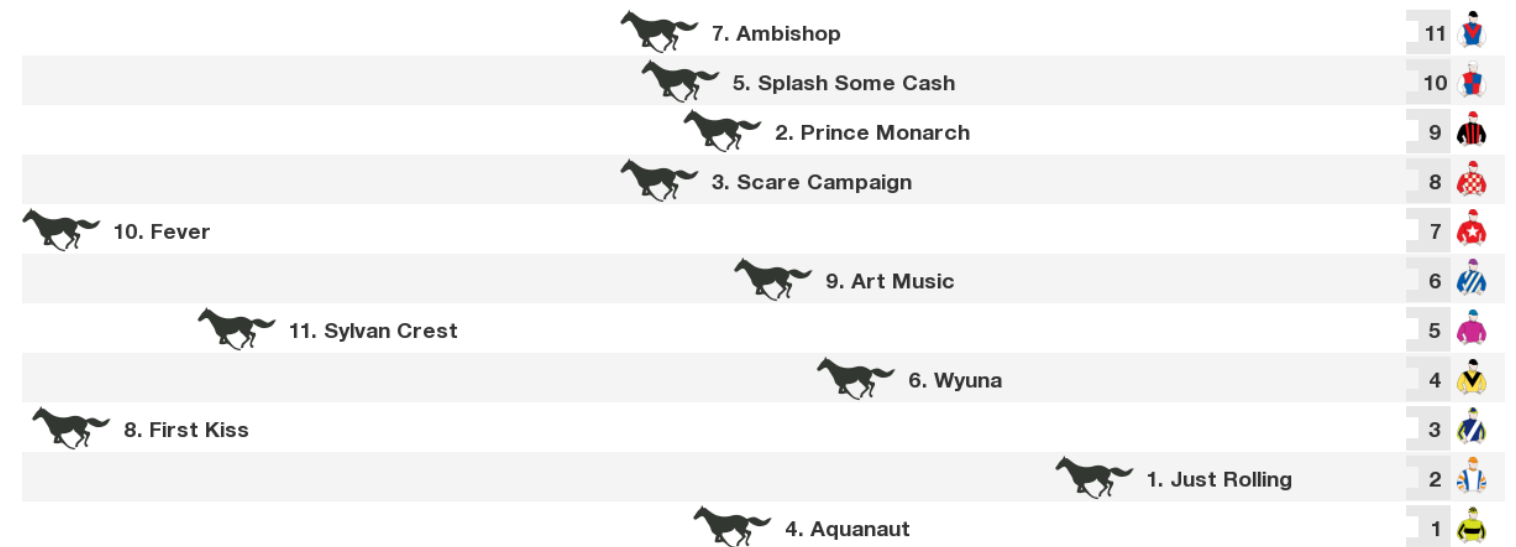 7. Ambishop 11
5. Splash Some Cash 10
2. Prince Monarch 9
3. Scare Campaign 8
10. Fever 7
9. Art Music 6
11. Sylvan Crest 5
6. Wyuna 4
8. First Kiss 3
1. Just Rolling 2
4. Aquanaut 1